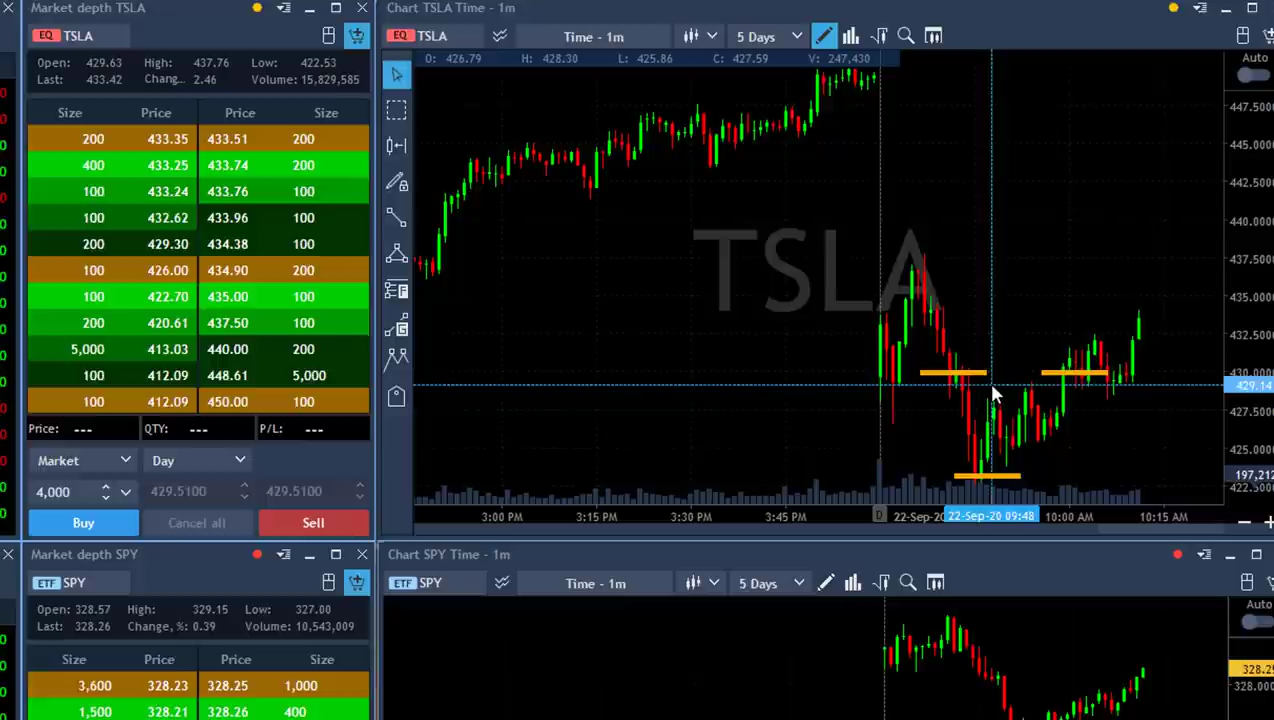 Market depth TSLA
EQ TSLA
Open: 429.63 High: 437.76 Low: 422.53
Last: 433.42 Chang... 2.46 Volume: 15,829,585
Size Price Price Size
200 433.35 433.51 200
400 433.25 433.74 200
100 433.24 433.76 100
100 432.62 433.96 100
200 429.30 434.38 100
100 426.00 434.90 200
100 422.70 435.00 100
200 420.61 437.50 100
5,000 413.03 440.00 200
100 412.09 448.61 5,000
100 412.09 450.00 100
Price: --- QTY: --- P/L: ---
Market Day
4,000 429.5100 429.5100
Buy Cancel all Sell
Chart TSLA Time - 1m
EQ TSLA Time - 1m 5 Days
O: 426.79 H: 428.30 L: 425.86 C: 427.59 V: 247,430
Auto
TSLA
447.5000
445.0000
442.5000
440.0000
437.5000
435.0000
432.5000
430.0000
429.14
427.5000
425.0000
197,212
422.5000
3:00 PM 3:15 PM 3:30 PM 3:45 PM D 22-Sep-20 22-Sep-20 09:48 10:00 AM 10:15 AM
Market depth SPY
ETF SPY
Open: 328.57 High: 329.15 Low: 327.00
Last: 328.26 Change, %: 0.39 Volume: 10,543,009
Size Price Price Size
3,600 328.23 328.25 1,000
1,500 328.21 328.26 400
Chart SPY Time - 1m
ETF SPY Time - 1m 5 Days
Auto
328.25
328.000